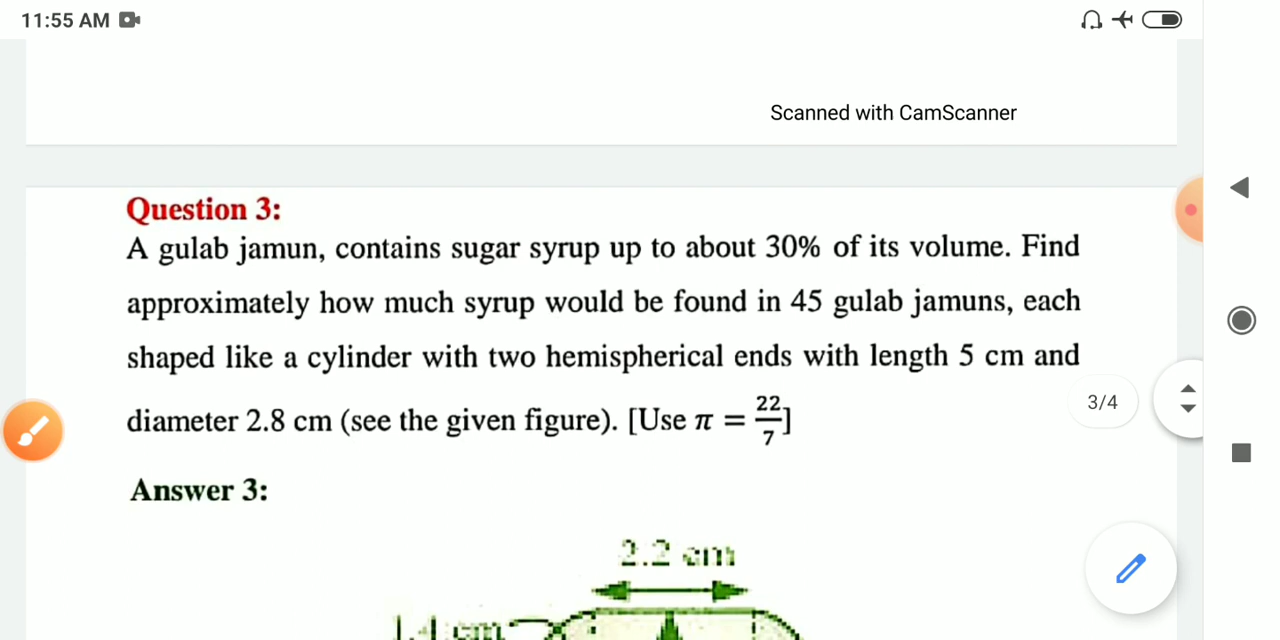 11:55 AM
Scanned with CamScanner
Question 3:
A gulab jamun, contains sugar syrup up to about 30% of its volume. Find
approximately how much syrup would be found in 45 gulab jamuns, each
shaped like a cylinder with two hemispherical ends with length 5 cm and
diameter 2.8 cm (see the given figure). [Use π = 22/7]
3/4
Answer 3:
2.2 cm
1.4 cm